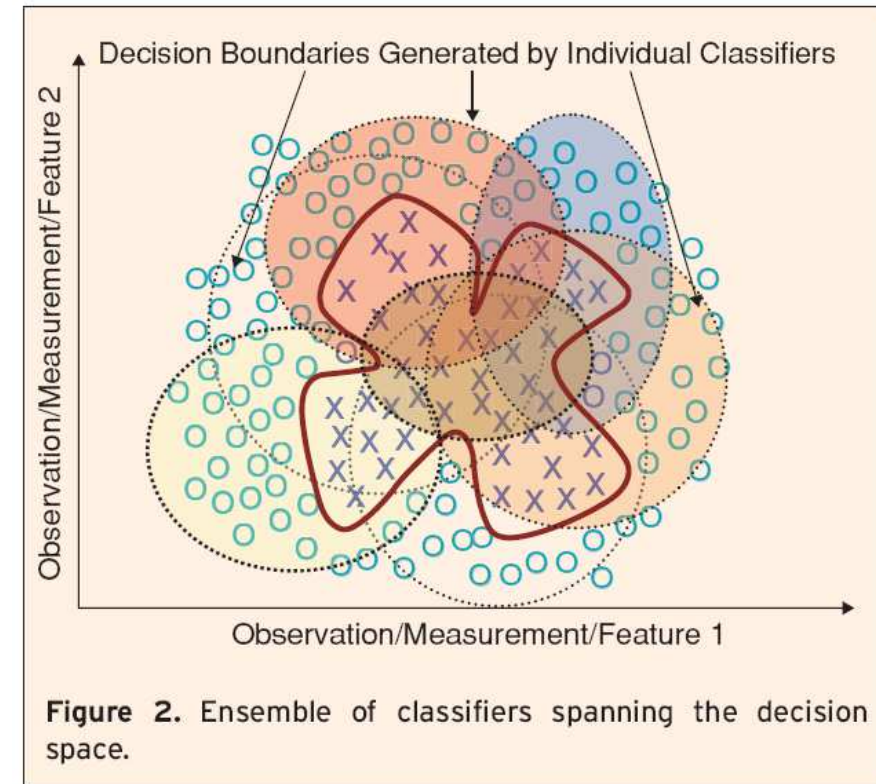 Decision Boundaries Generated by Individual Classifiers
Observation/Measurement/Feature 2
Observation/Measurement/Feature 1
Figure 2. Ensemble of classifiers spanning the decision
space.